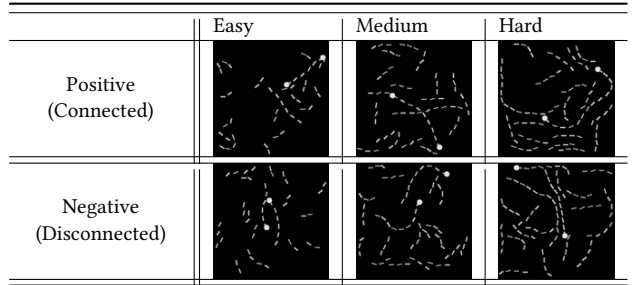 Easy Medium Hard
Positive
(Connected)
Negative
(Disconnected)